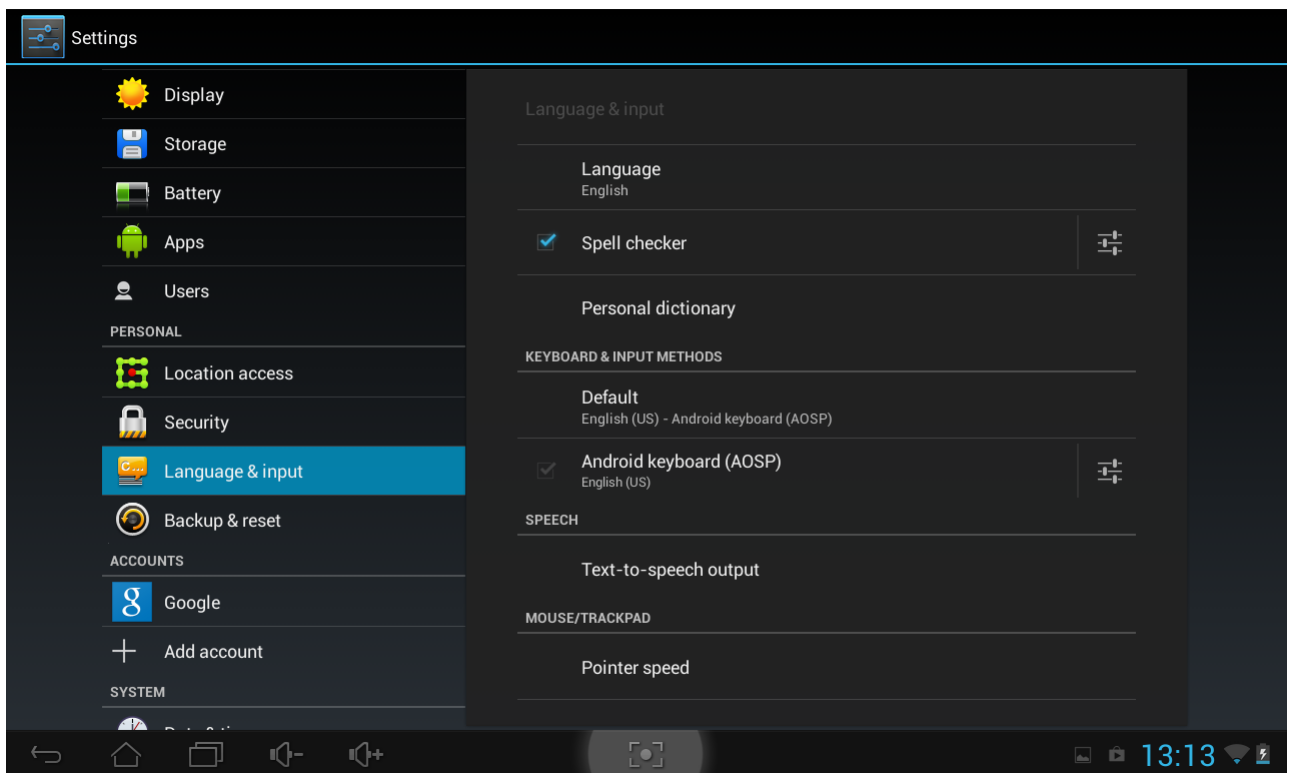 Settings
Display
Storage
Battery
Apps
Users
PERSONAL
Location access
Security
Language & input
Backup & reset
ACCOUNTS
Google
Add account
SYSTEM
Language & input
Language
English
Spell checker
Personal dictionary
KEYBOARD & INPUT METHODS
Default
English (US) - Android keyboard (AOSP)
Android keyboard (AOSP)
English (US)
SPEECH
Text-to-speech output
MOUSE/TRACKPAD
Pointer speed
13:13